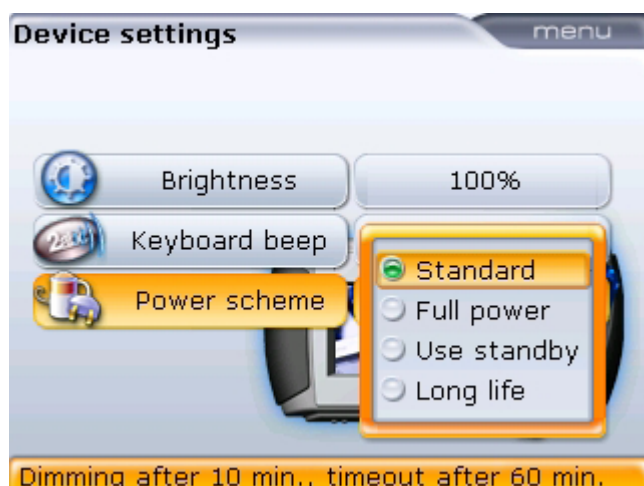 Device settings
menu
Brightness
100%
Keyboard beep
Power scheme
Standard
Full power
Use standby
Long life
Dimming after 10 min., timeout after 60 min.